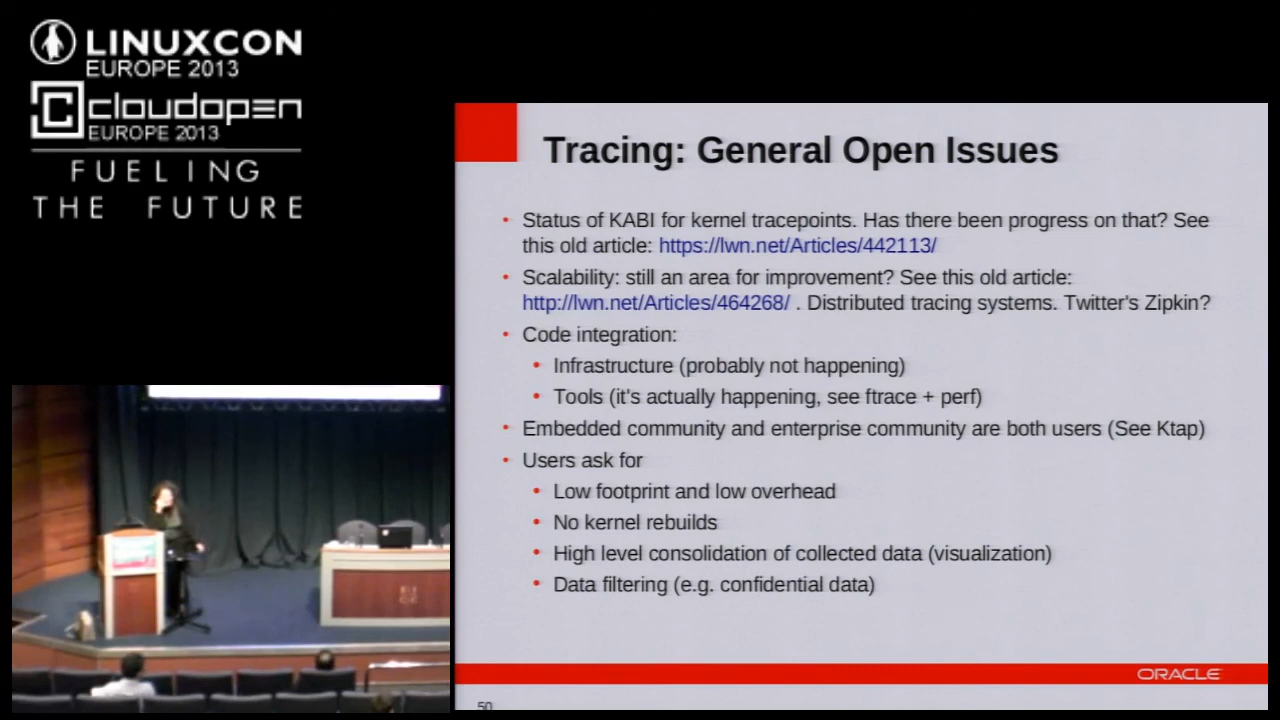 LINUXCON
EUROPE 2013
cloudopen
EUROPE 2013
FUELING
THE FUTURE
Tracing: General Open Issues
• Status of KABI for kernel tracepoints. Has there been progress on that? See
this old article: https://lwn.net/Articles/442113/
• Scalability: still an area for improvement? See this old article:
http://lwn.net/Articles/464268/ . Distributed tracing systems. Twitter's Zipkin?
• Code integration:
• Infrastructure (probably not happening)
• Tools (it's actually happening, see ftrace + perf)
• Embedded community and enterprise community are both users (See Ktap)
• Users ask for
• Low footprint and low overhead
• No kernel rebuilds
• High level consolidation of collected data (visualization)
• Data filtering (e.g. confidential data)
ORACLE
50